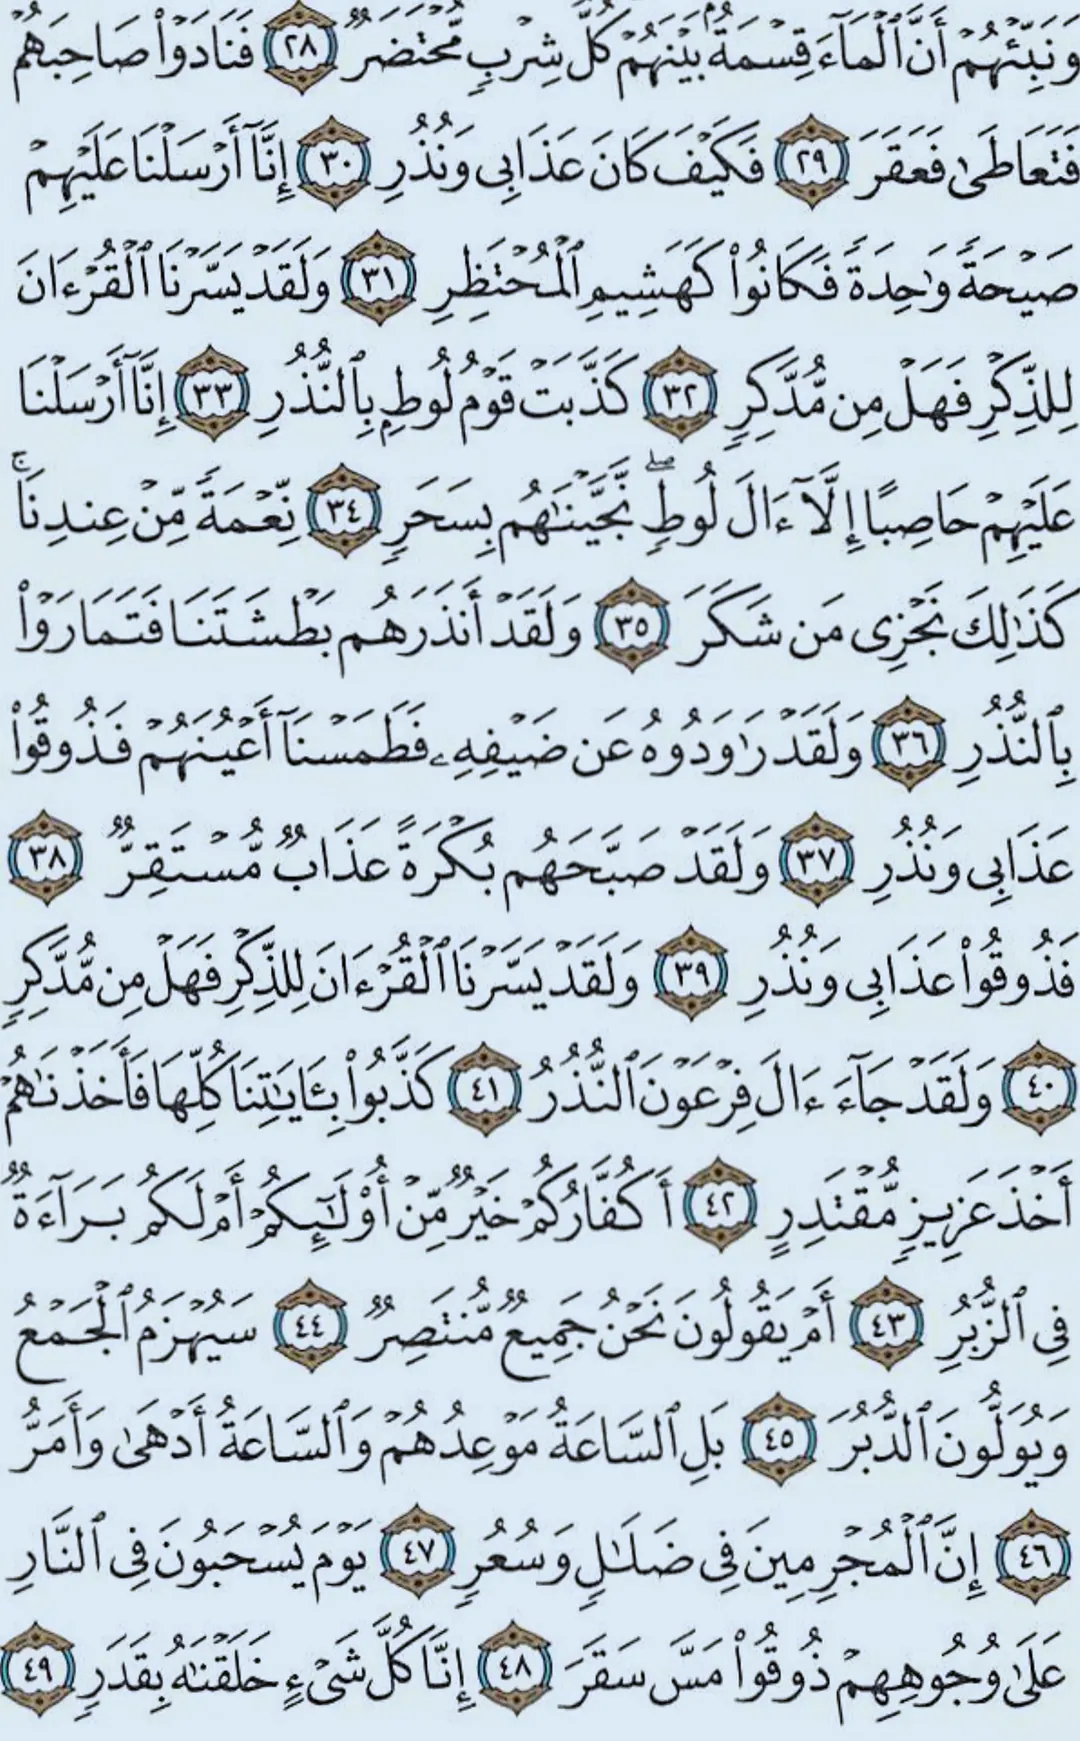 وَنَبِّئۡهُمۡ أَنَّ ٱلۡمَآءَ قِسۡمَةُۢ بَيۡنَهُمۡۖ كُلُّ شِرۡبٖ مُّحۡتَضَرٞ ٢٨ فَنَادَوۡاْ صَاحِبَهُمۡ
فَتَعَاطَىٰ فَعَقَرَ ٢٩ فَكَيۡفَ كَانَ عَذَابِي وَنُذُرِ ٣٠ إِنَّآ أَرۡسَلۡنَا عَلَيۡهِمۡ
صَيۡحَةٗ وَٰحِدَةٗ فَكَانُواْ كَهَشِيمِ ٱلۡمُحۡتَظِرِ ٣١ وَلَقَدۡ يَسَّرۡنَا ٱلۡقُرۡءَانَ
لِلذِّكۡرِ فَهَلۡ مِن مُّدَّكِرٖ ٣٢ كَذَّبَتۡ قَوۡمُ لُوطِۭ بِٱلنُّذُرِ ٣٣ إِنَّآ أَرۡسَلۡنَا
عَلَيۡهِمۡ حَاصِبًا إِلَّآ ءَالَ لُوطٖۖ نَّجَّيۡنَٰهُم بِسَحَرٖ ٣٤ نِّعۡمَةٗ مِّنۡ عِندِنَاۚ
كَذَٰلِكَ نَجۡزِي مَن شَكَرَ ٣٥ وَلَقَدۡ أَنذَرَهُم بَطۡشَتَنَا فَتَمَارَوۡاْ
بِٱلنُّذُرِ ٣٦ وَلَقَدۡ رَٰوَدُوهُ عَن ضَيۡفِهِۦ فَطَمَسۡنَآ أَعۡيُنَهُمۡ فَذُوقُواْ
عَذَابِي وَنُذُرِ ٣٧ وَلَقَدۡ صَبَّحَهُم بُكۡرَةً عَذَابٞ مُّسۡتَقِرّٞ ٣٨
فَذُوقُواْ عَذَابِي وَنُذُرِ ٣٩ وَلَقَدۡ يَسَّرۡنَا ٱلۡقُرۡءَانَ لِلذِّكۡرِ فَهَلۡ مِن مُّدَّكِرٖ
٤٠ وَلَقَدۡ جَآءَ ءَالَ فِرۡعَوۡنَ ٱلنُّذُرُ ٤١ كَذَّبُواْ بِـَٔايَٰتِنَا كُلِّهَا فَأَخَذۡنَٰهُمۡ
أَخۡذَ عَزِيزٖ مُّقۡتَدِرٍ ٤٢ أَكُفَّارُكُمۡ خَيۡرٞ مِّنۡ أُوْلَٰٓئِكُمۡ أَمۡ لَكُم بَرَآءَةٞ
فِي ٱلزُّبُرِ ٤٣ أَمۡ يَقُولُونَ نَحۡنُ جَمِيعٞ مُّنتَصِرٞ ٤٤ سَيُهۡزَمُ ٱلۡجَمۡعُ
وَيُوَلُّونَ ٱلدُّبُرَ ٤٥ بَلِ ٱلسَّاعَةُ مَوۡعِدُهُمۡ وَٱلسَّاعَةُ أَدۡهَىٰ وَأَمَرُّ
٤٦ إِنَّ ٱلۡمُجۡرِمِينَ فِي ضَلَٰلٖ وَسُعُرٖ ٤٧ يَوۡمَ يُسۡحَبُونَ فِي ٱلنَّارِ
عَلَىٰ وُجُوهِهِمۡ ذُوقُواْ مَسَّ سَقَرَ ٤٨ إِنَّا كُلَّ شَيۡءٍ خَلَقۡنَٰهُ بِقَدَرٖ ٤٩